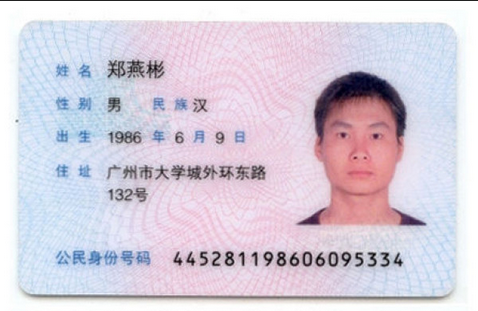 姓名 郑燕彬
性别 男 民族 汉
出生 1986 年 6 月 9 日
住址 广州市大学城外环东路
132号
公民身份号码 445281198606095334